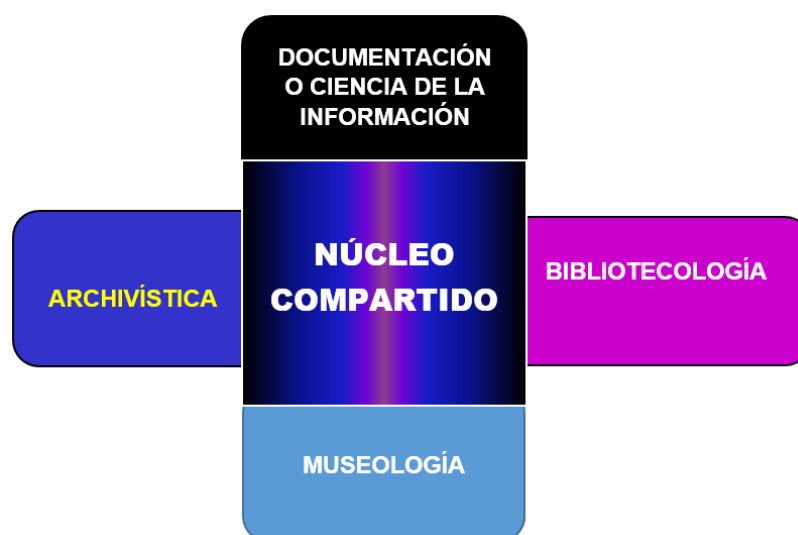 DOCUMENTACIÓN
O CIENCIA DE LA
INFORMACIÓN
NÚCLEO
COMPARTIDO
ARCHIVÍSTICA
BIBLIOTECOLOGÍA
MUSEOLOGÍA